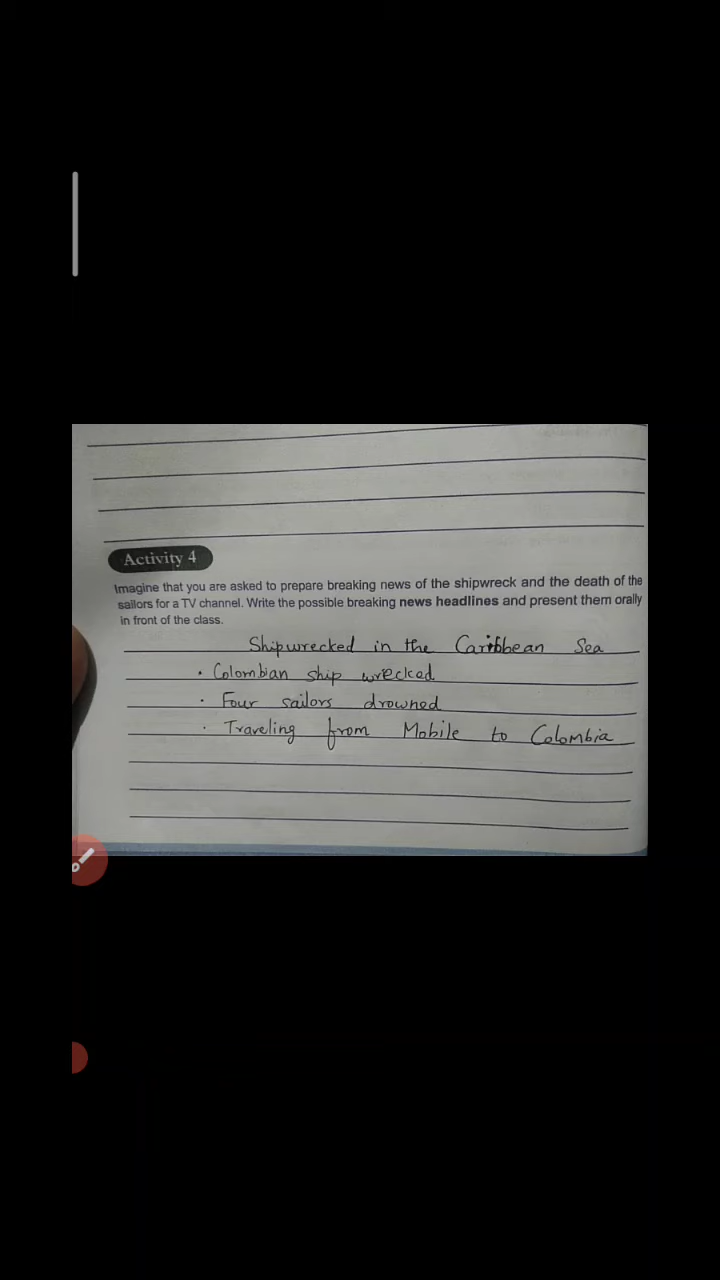 Activity 4
Imagine that you are asked to prepare breaking news of the shipwreck and the death of the
sailors for a TV channel. Write the possible breaking news headlines and present them orally
in front of the class.
Shipwrecked in the Caribbean Sea
• Colombian ship wrecked
• Four sailors drowned
• Traveling from Mobile to Colombia